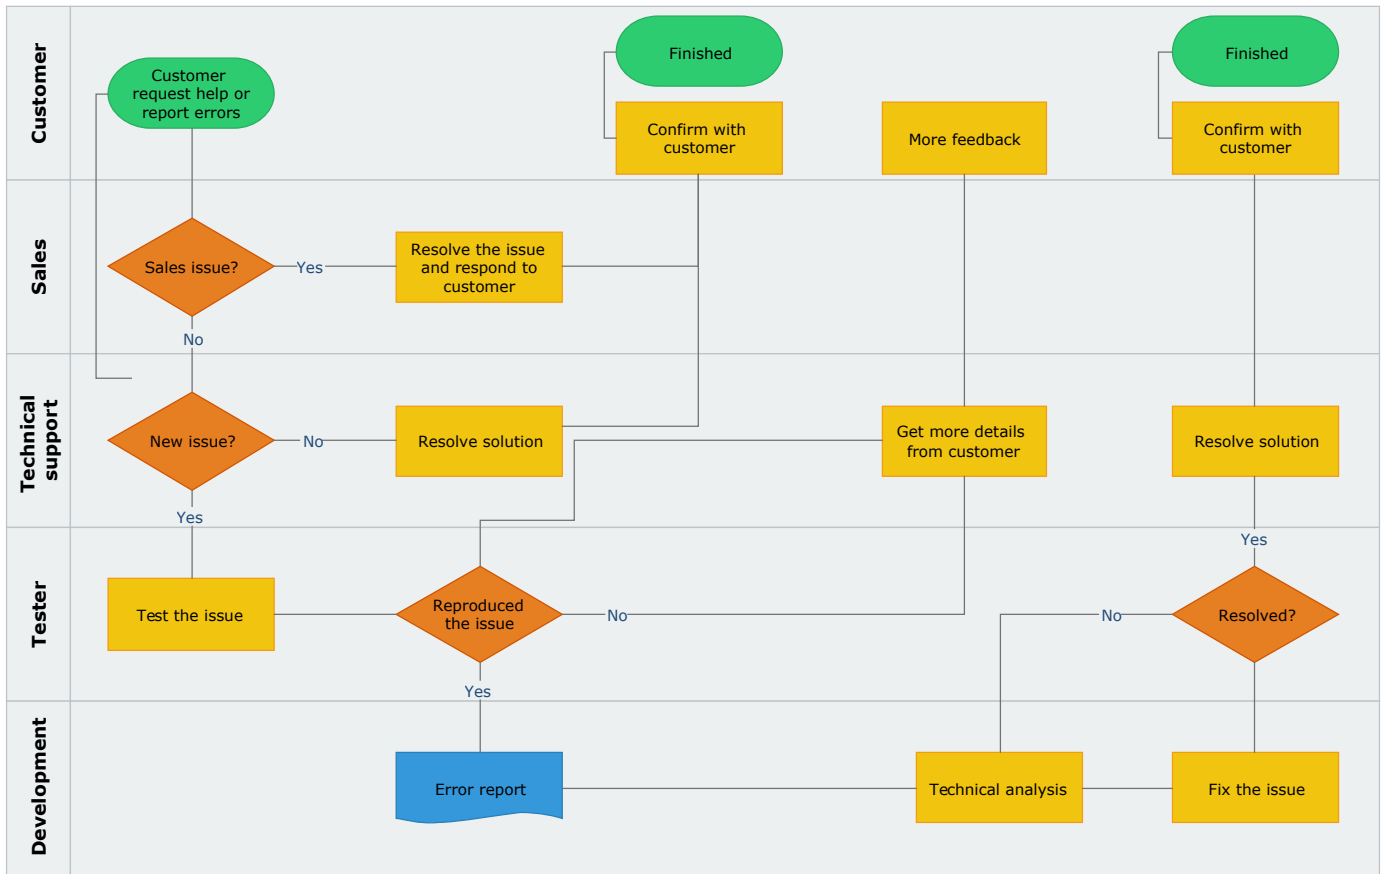 Customer
Customer
request help or
report errors
Finished
Confirm with
customer
More feedback
Finished
Confirm with
customer
Sales
Sales issue?
Yes
Resolve the issue
and respond to
customer
No
Technical
support
New issue?
No
Resolve solution
Get more details
from customer
Resolve solution
Yes
Yes
Tester
Test the issue
Reproduced
the issue
No
No
Resolved?
Yes
Development
Error report
Technical analysis
Fix the issue